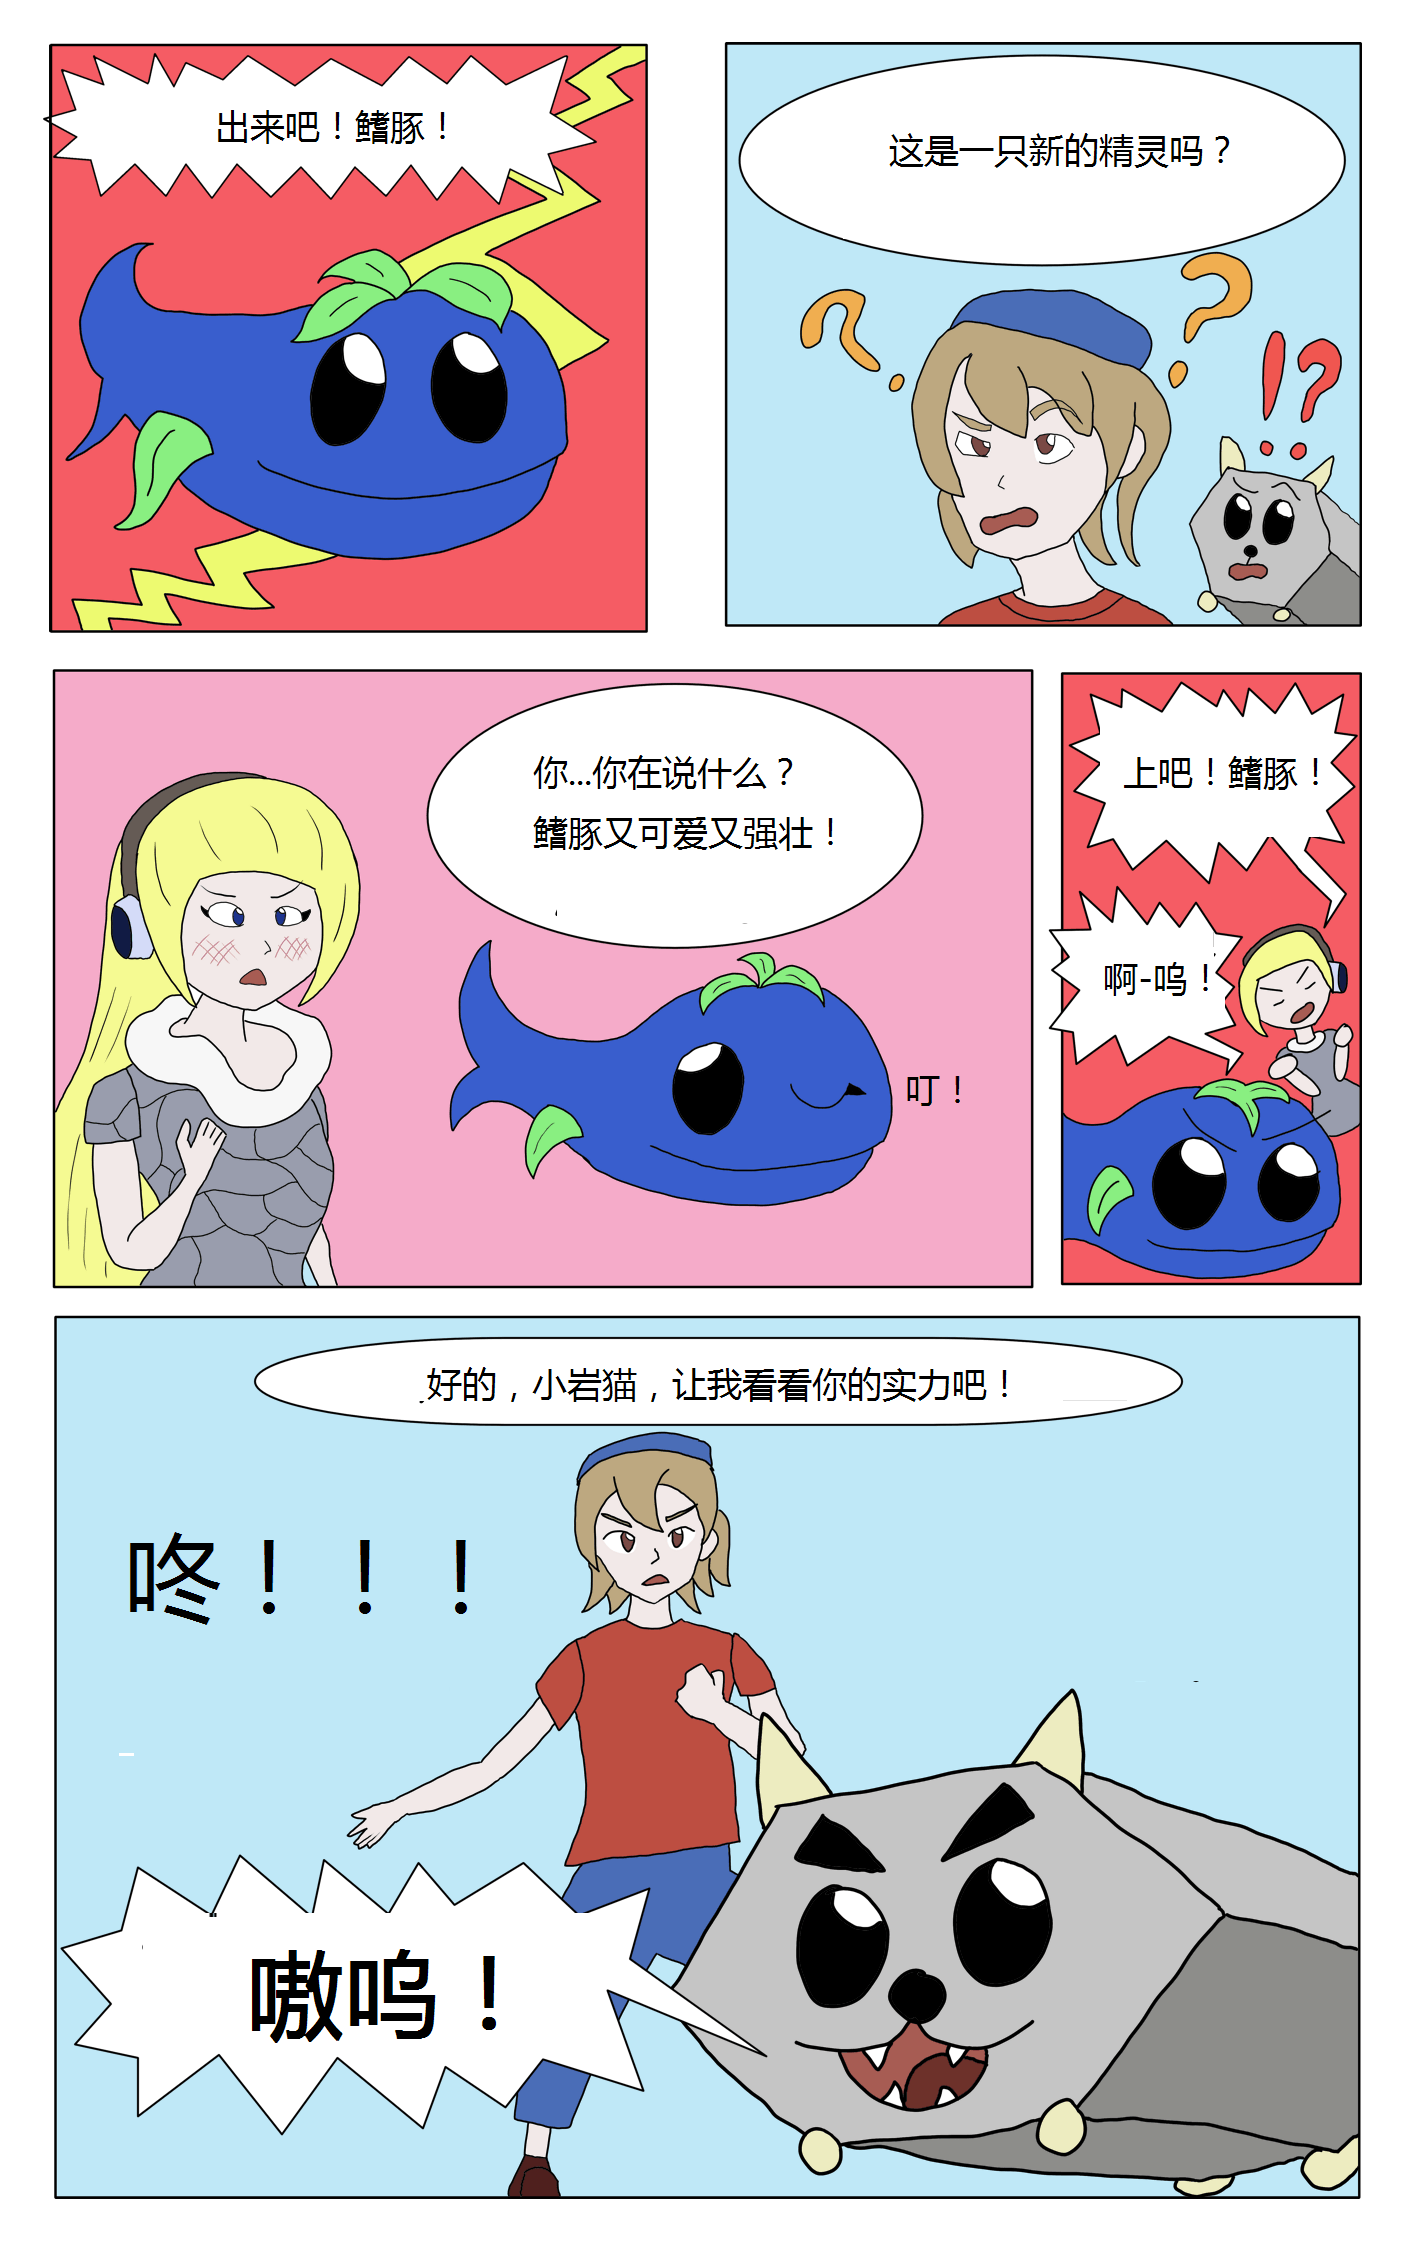 出来吧！鳍豚！
这是一只新的精灵吗？
你...你在说什么？
鳍豚又可爱又强壮！
叮！
上吧！鳍豚！
啊-呜！
好的，小岩猫，让我看看你的实力吧！
咚！！！
嗷呜！